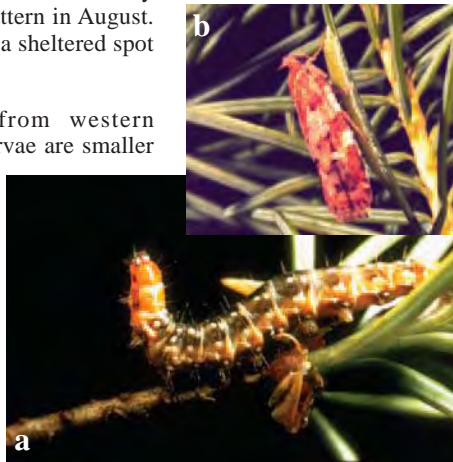 ttern in August.
a sheltered spot
from western
rvae are smaller
b
a